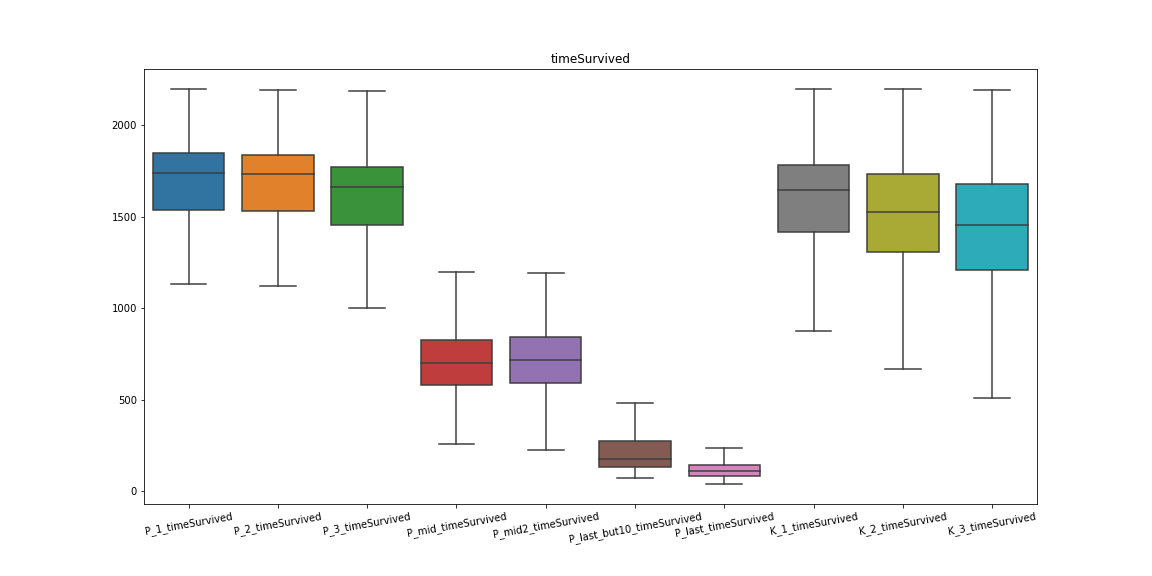 timeSurvived
2000
1500
1000
500
0
P_1_timeSurvived
P_2_timeSurvived
P_3_timeSurvived
P_mid_timeSurvived
P_mid2_timeSurvived
P_last_but10_timeSurvived
P_last_timeSurvived
K_1_timeSurvived
K_2_timeSurvived
K_3_timeSurvived